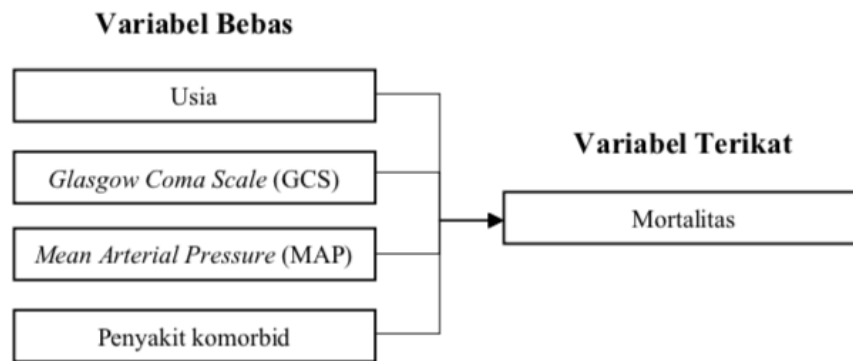 Variabel Bebas
Usia
Glasgow Coma Scale (GCS)
Mean Arterial Pressure (MAP)
Penyakit komorbid
Variabel Terikat
Mortalitas